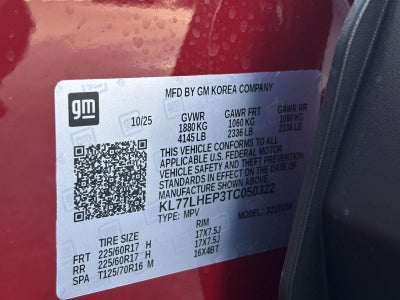 gm
MFD BY GM KOREA COMPANY
10/25 GVWR GAWR FRT GAWR RR
1880 KG 1060 KG 1060 KG
4145 LB 2336 LB 2336 LB
THIS VEHICLE CONFORMS TO ALL
APPLICABLE U.S. FEDERAL MOTOR
VEHICLE SAFETY AND THEFT PREVENTION
STANDARDS IN EFFECT ON THE DATE OF
MANUFACTURE SHOWN ABOVE.
KL77LHEP3TC050322
TYPE: MPV MODEL:
TIRE SIZE RIM
FRT 225/60R17 H 17X7.5J
RR 225/60R17 H 17X7.5J
SPA T125/70R16 M 16X4BT